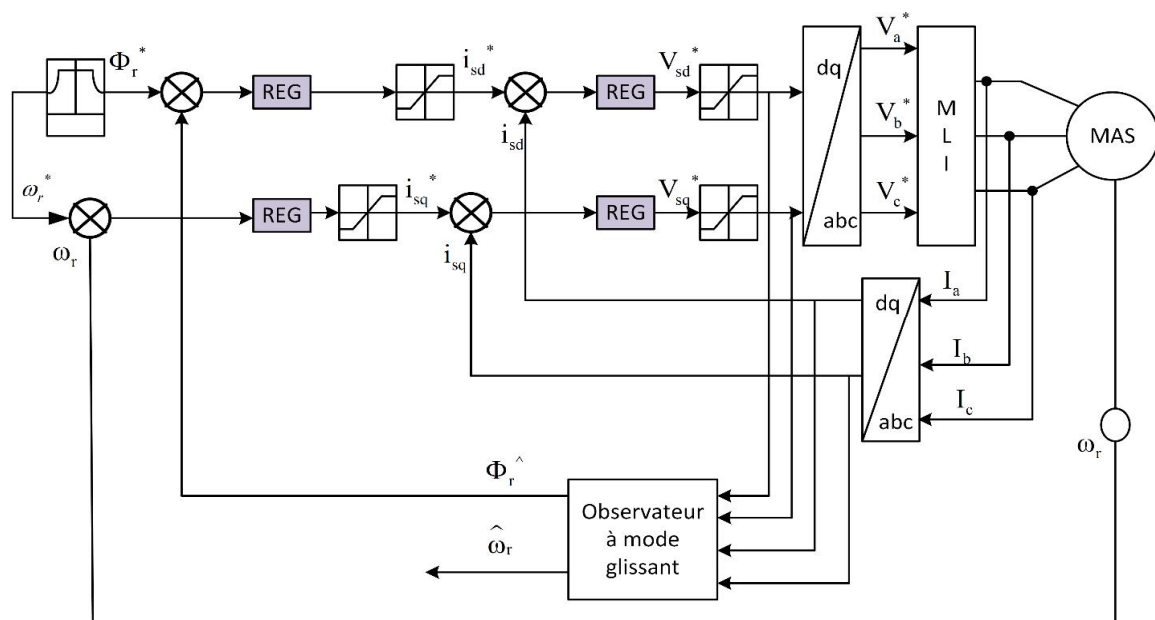 Φr* REG isd* REG Vsd* dq Va*
isd Vb* M L I MAS
ωr* REG isq* REG Vsq* Vc*
ωr isq abc
dq Ia
Ib
abc Ic
ωr
Φr^
Observateur
à mode
glissant
ω̂r